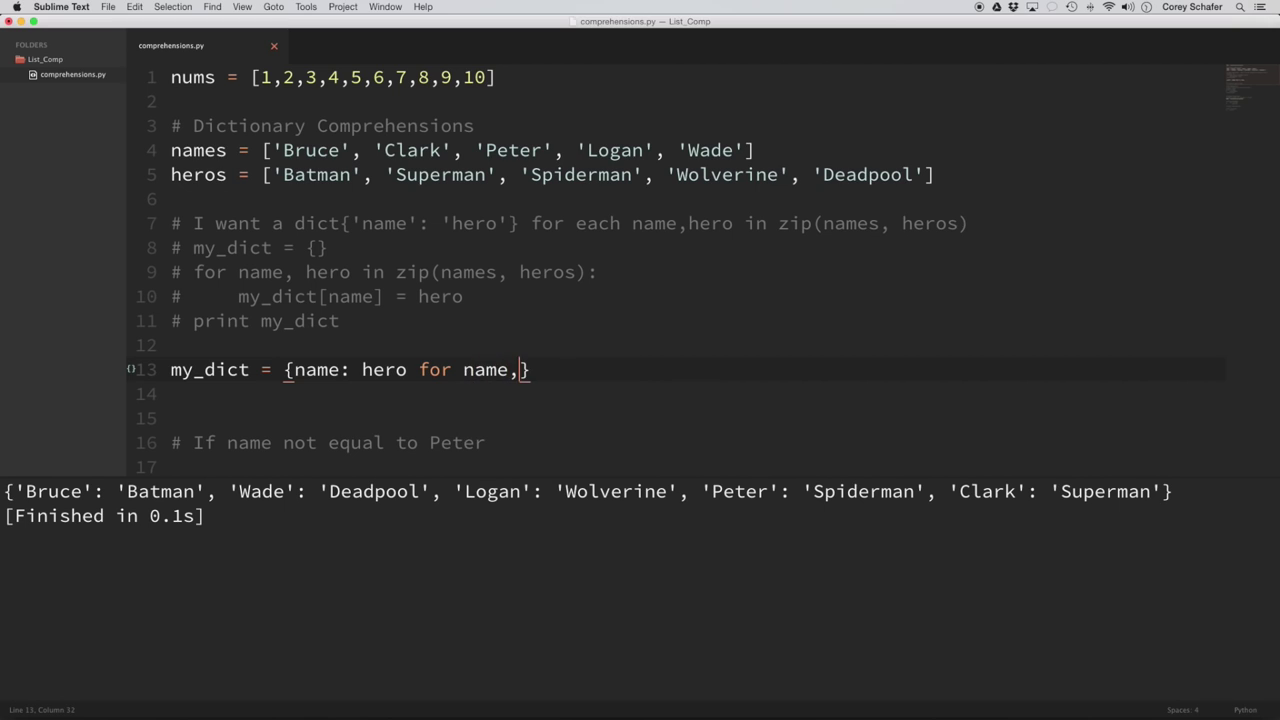 Sublime Text File Edit Selection Find View Goto Tools Project Window Help Corey Schafer
comprehensions.py — List_Comp
FOLDERS
List_Comp
comprehensions.py
comprehensions.py
1 nums = [1,2,3,4,5,6,7,8,9,10]
2
3 # Dictionary Comprehensions
4 names = ['Bruce', 'Clark', 'Peter', 'Logan', 'Wade']
5 heros = ['Batman', 'Superman', 'Spiderman', 'Wolverine', 'Deadpool']
6
7 # I want a dict{'name': 'hero'} for each name,hero in zip(names, heros)
8 # my_dict = {}
9 # for name, hero in zip(names, heros):
10 #     my_dict[name] = hero
11 # print my_dict
12
{}13 my_dict = {name: hero for name,}
14
15
16 # If name not equal to Peter
17
{'Bruce': 'Batman', 'Wade': 'Deadpool', 'Logan': 'Wolverine', 'Peter': 'Spiderman', 'Clark': 'Superman'}
[Finished in 0.1s]
Line 13, Column 32 Spaces: 4 Python